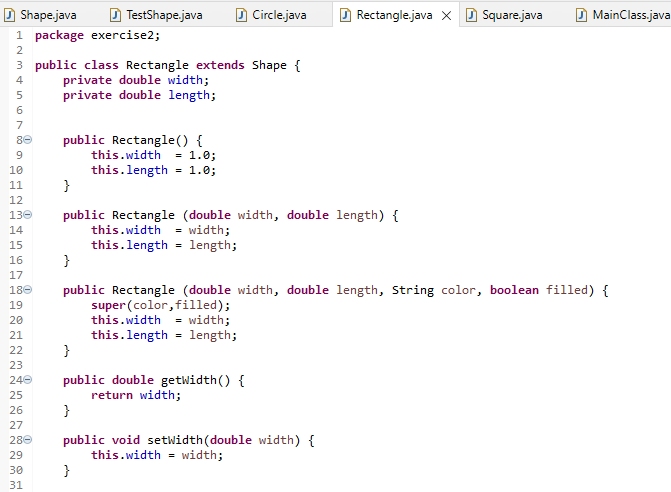 Shape.java TestShape.java Circle.java Rectangle.java Square.java MainClass.java
1 package exercise2;
2
3 public class Rectangle extends Shape {
4     private double width;
5     private double length;
6
7
8     public Rectangle() {
9         this.width  = 1.0;
10         this.length = 1.0;
11     }
12
13     public Rectangle (double width, double length) {
14         this.width  = width;
15         this.length = length;
16     }
17
18     public Rectangle (double width, double length, String color, boolean filled) {
19         super(color,filled);
20         this.width  = width;
21         this.length = length;
22     }
23
24     public double getWidth() {
25         return width;
26     }
27
28     public void setWidth(double width) {
29         this.width = width;
30     }
31